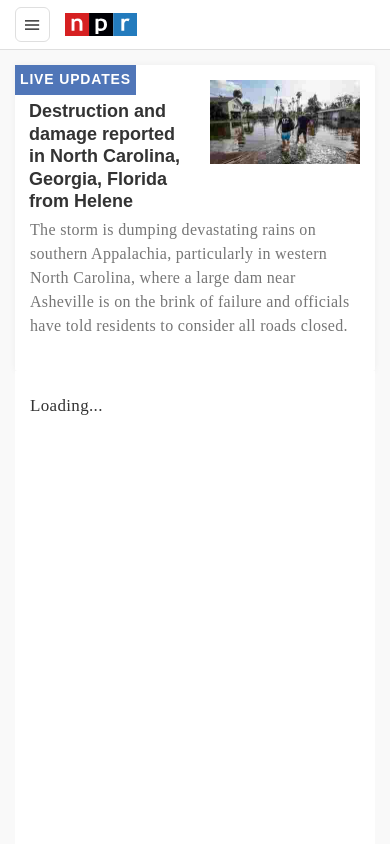 npr
LIVE UPDATES
Destruction and
damage reported
in North Carolina,
Georgia, Florida
from Helene
The storm is dumping devastating rains on
southern Appalachia, particularly in western
North Carolina, where a large dam near
Asheville is on the brink of failure and officials
have told residents to consider all roads closed.
Loading...